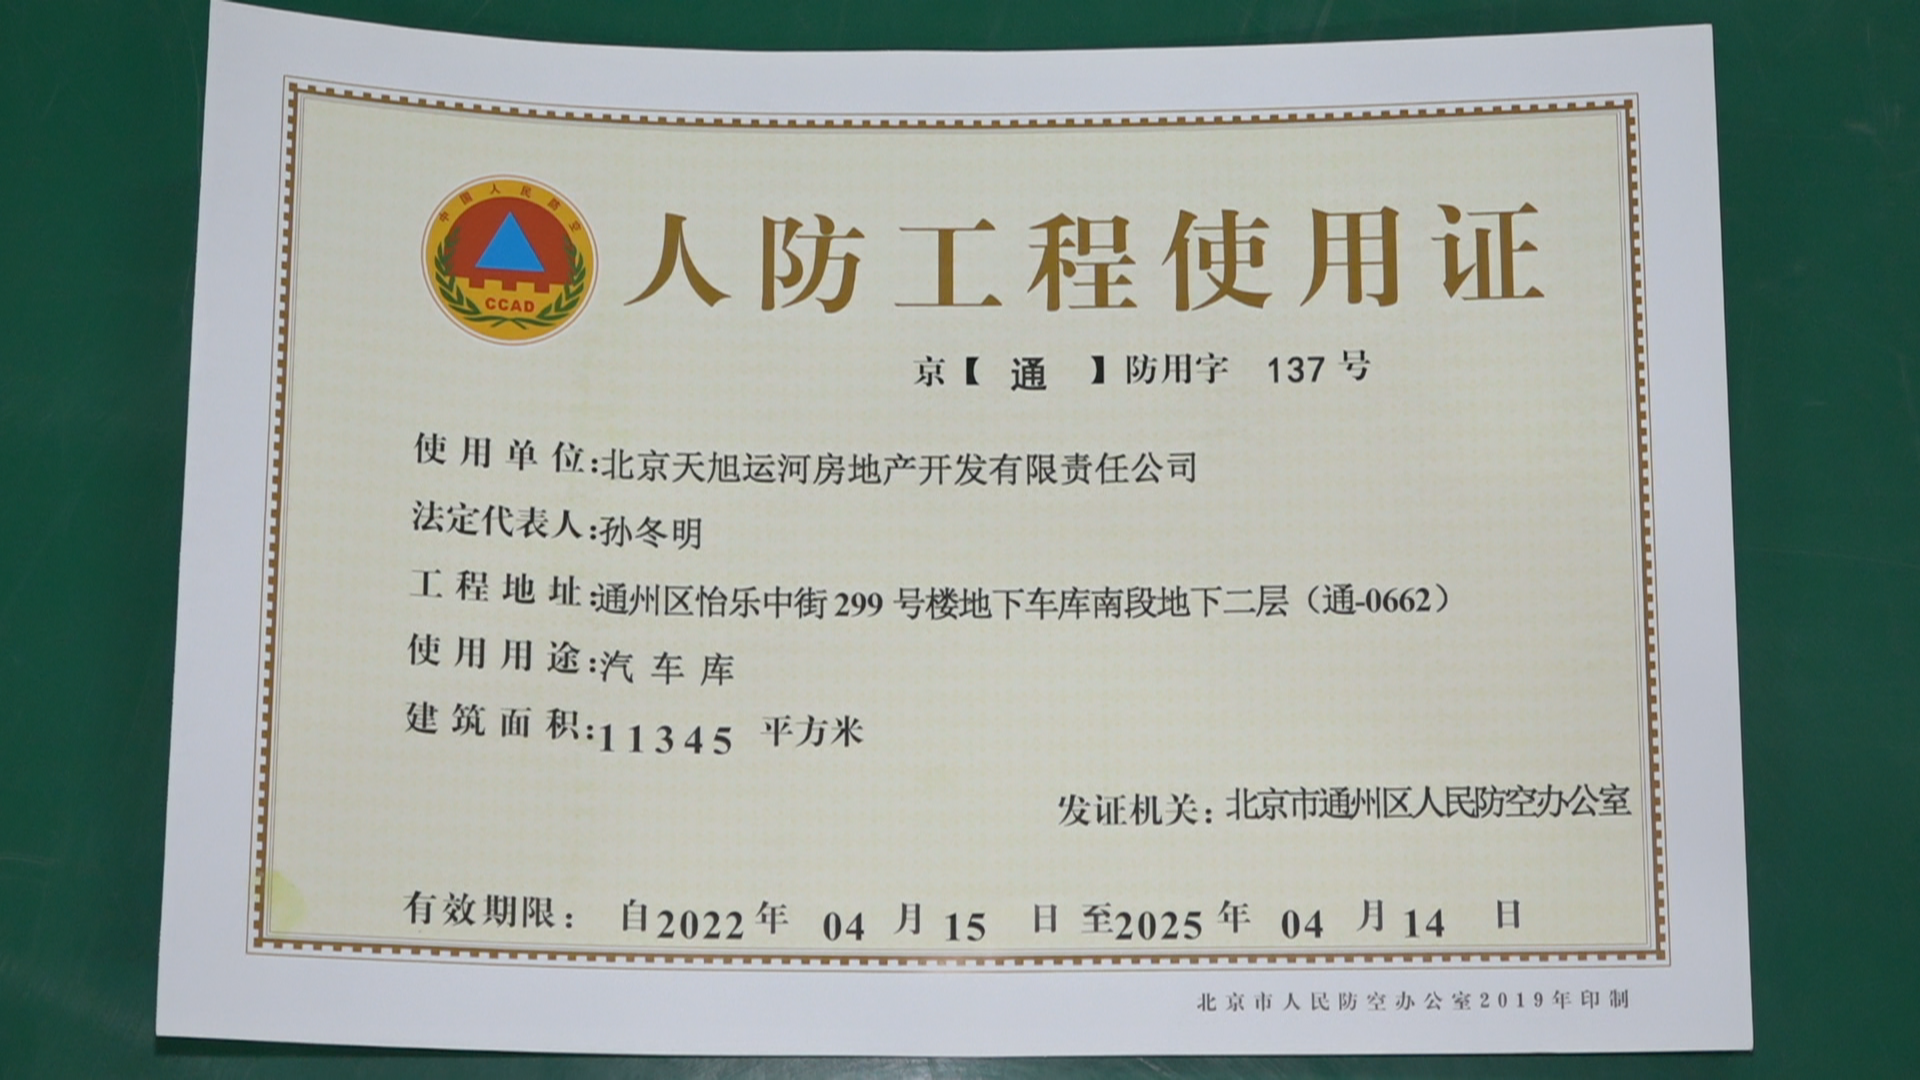 中国人民防空
CCAD
人防工程使用证
京【 通 】防用字 137 号
使用单位:北京天旭运河房地产开发有限责任公司
法定代表人:孙冬明
工程地址:通州区怡乐中街 299 号楼地下车库南段地下二层（通-0662）
使用用途:汽车库
建筑面积:11345 平方米
发证机关: 北京市通州区人民防空办公室
有效期限: 自2022年 04 月 15 日 至2025年 04 月 14 日
北京市人民防空办公室2019年印制